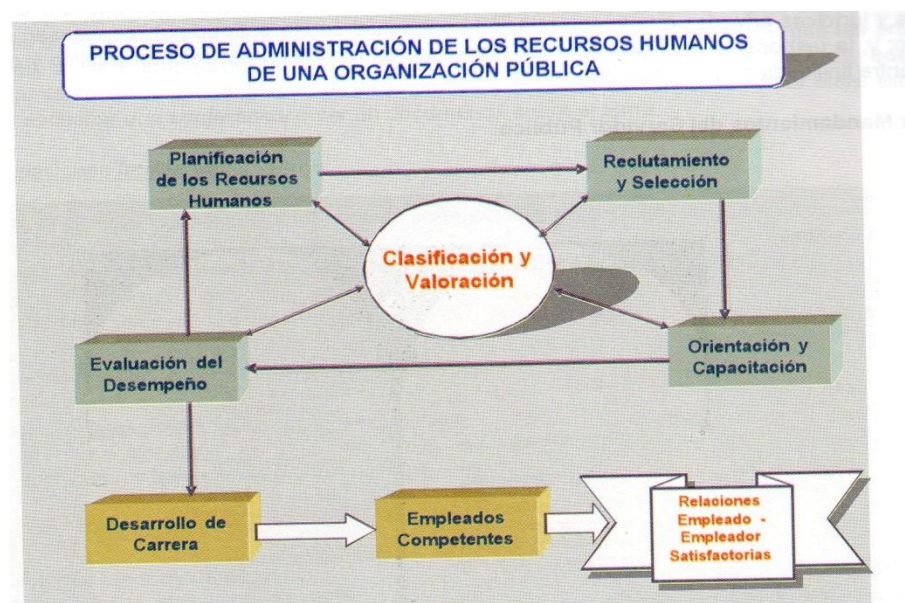 PROCESO DE ADMINISTRACIÓN DE LOS RECURSOS HUMANOS
DE UNA ORGANIZACIÓN PÚBLICA
Planificación
de los Recursos
Humanos
Reclutamiento
y Selección
Clasificación y
Valoración
Evaluación del
Desempeño
Orientación y
Capacitación
Desarrollo de
Carrera
Empleados
Competentes
Relaciones
Empleado -
Empleador
Satisfactorias